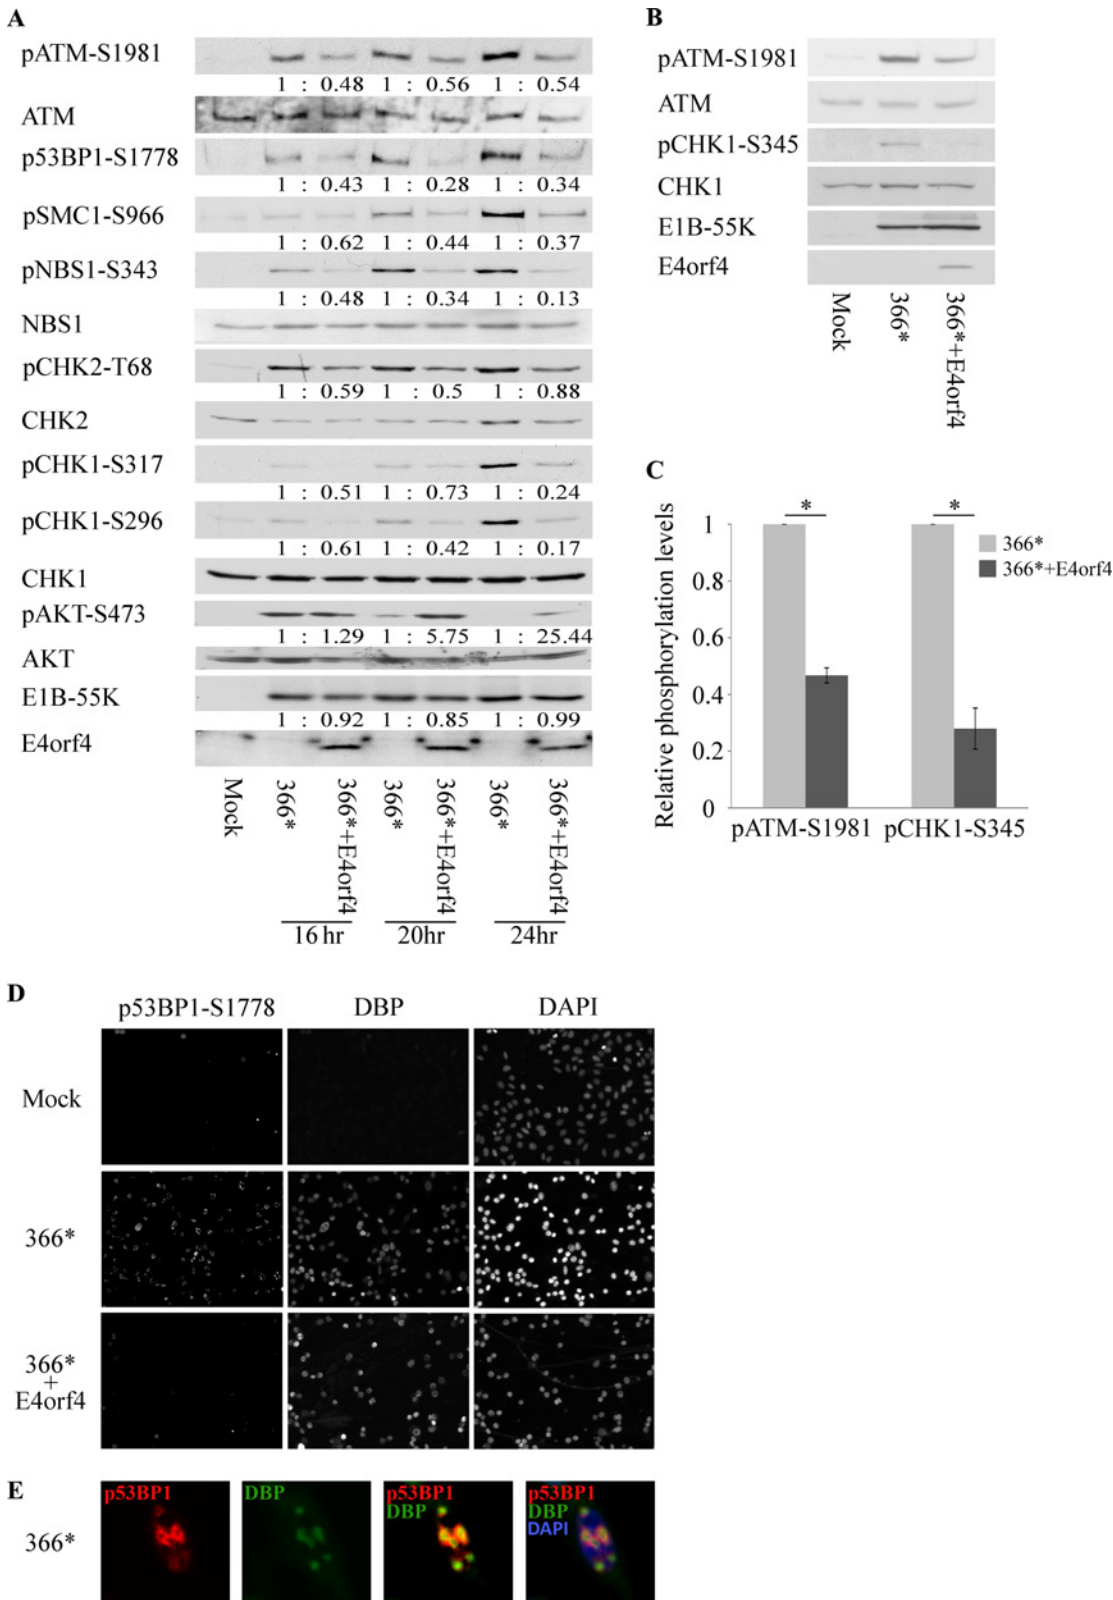 A
pATM-S1981
1 : 0.48 1 : 0.56 1 : 0.54
ATM
p53BP1-S1778
1 : 0.43 1 : 0.28 1 : 0.34
pSMC1-S966
1 : 0.62 1 : 0.44 1 : 0.37
pNBS1-S343
1 : 0.48 1 : 0.34 1 : 0.13
NBS1
pCHK2-T68
1 : 0.59 1 : 0.5 1 : 0.88
CHK2
pCHK1-S317
1 : 0.51 1 : 0.73 1 : 0.24
pCHK1-S296
1 : 0.61 1 : 0.42 1 : 0.17
CHK1
pAKT-S473
1 : 1.29 1 : 5.75 1 : 25.44
AKT
E1B-55K
1 : 0.92 1 : 0.85 1 : 0.99
E4orf4
Mock
366*
366*+E4orf4
366*
366*+E4orf4
366*
366*+E4orf4
16 hr
20hr
24hr
B
pATM-S1981
ATM
pCHK1-S345
CHK1
E1B-55K
E4orf4
Mock
366*
366*+E4orf4
C
Relative phosphorylation levels
1
0.8
0.6
0.4
0.2
0
*
*
366*
366*+E4orf4
pATM-S1981
pCHK1-S345
D
p53BP1-S1778
DBP
DAPI
Mock
366*
366*
+
E4orf4
E
366*
p53BP1
DBP
p53BP1
DBP
p53BP1
DBP
DAPI